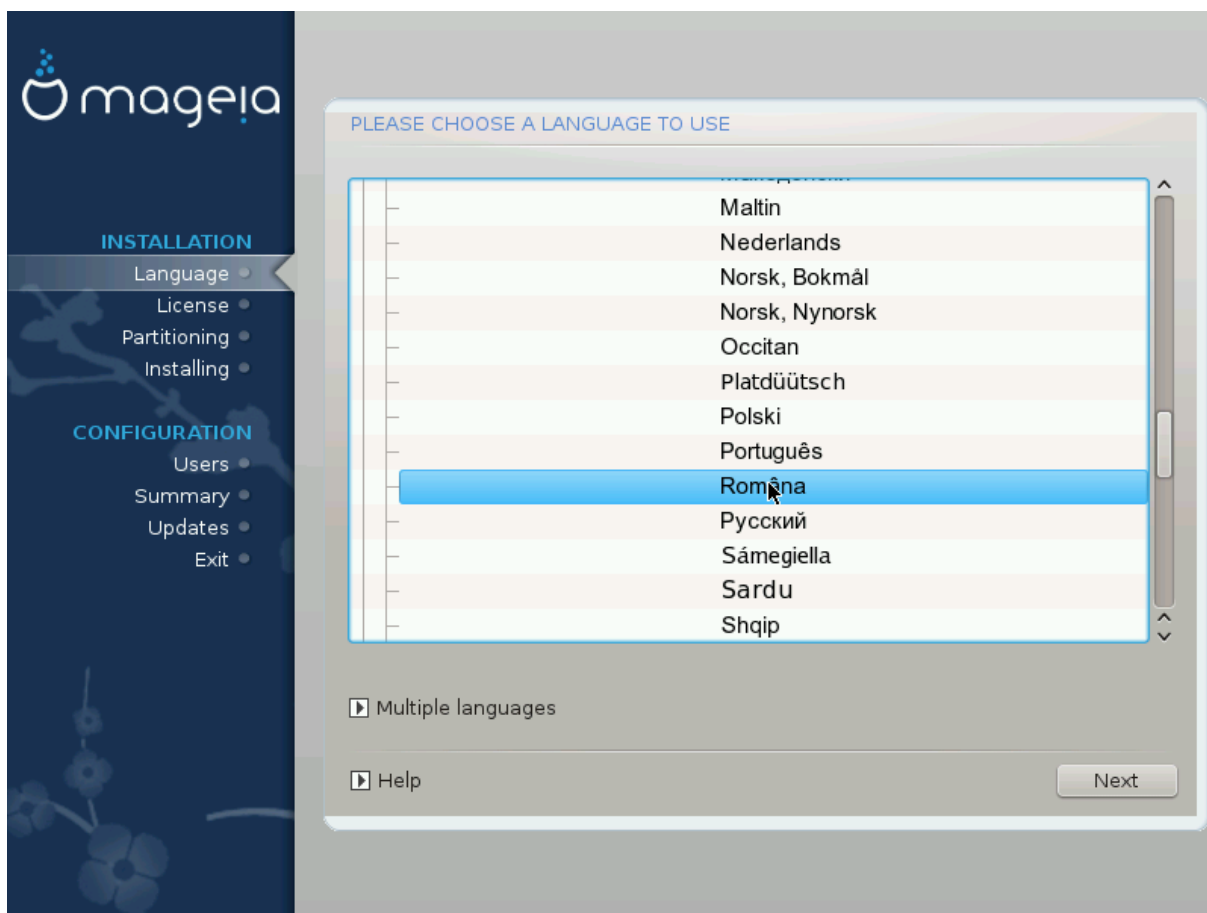 mageia
INSTALLATION
Language
License
Partitioning
Installing
CONFIGURATION
Users
Summary
Updates
Exit
PLEASE CHOOSE A LANGUAGE TO USE
Maltin
Nederlands
Norsk, Bokmål
Norsk, Nynorsk
Occitan
Platdüütsch
Polski
Português
Româna
Русский
Sámegiella
Sardu
Shqip
Multiple languages
Help
Next